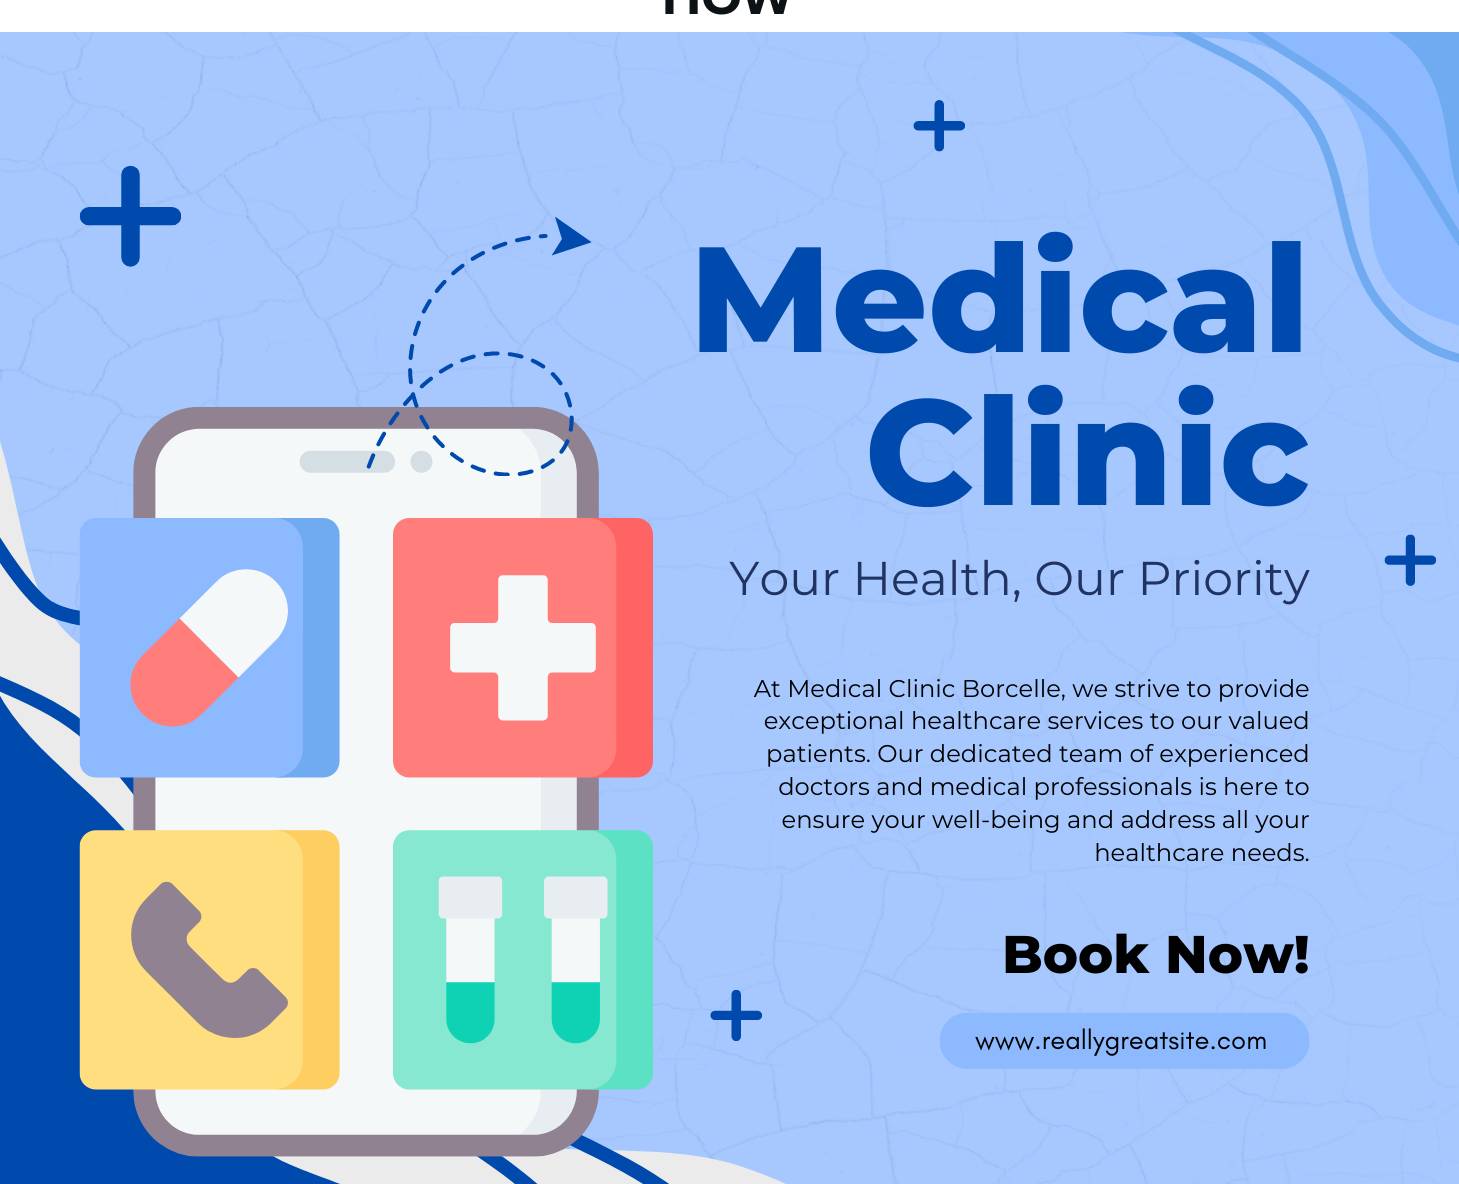 now
Medical
Clinic
Your Health, Our Priority
At Medical Clinic Borcelle, we strive to provide
exceptional healthcare services to our valued
patients. Our dedicated team of experienced
doctors and medical professionals is here to
ensure your well-being and address all your
healthcare needs.
Book Now!
www.reallygreatsite.com